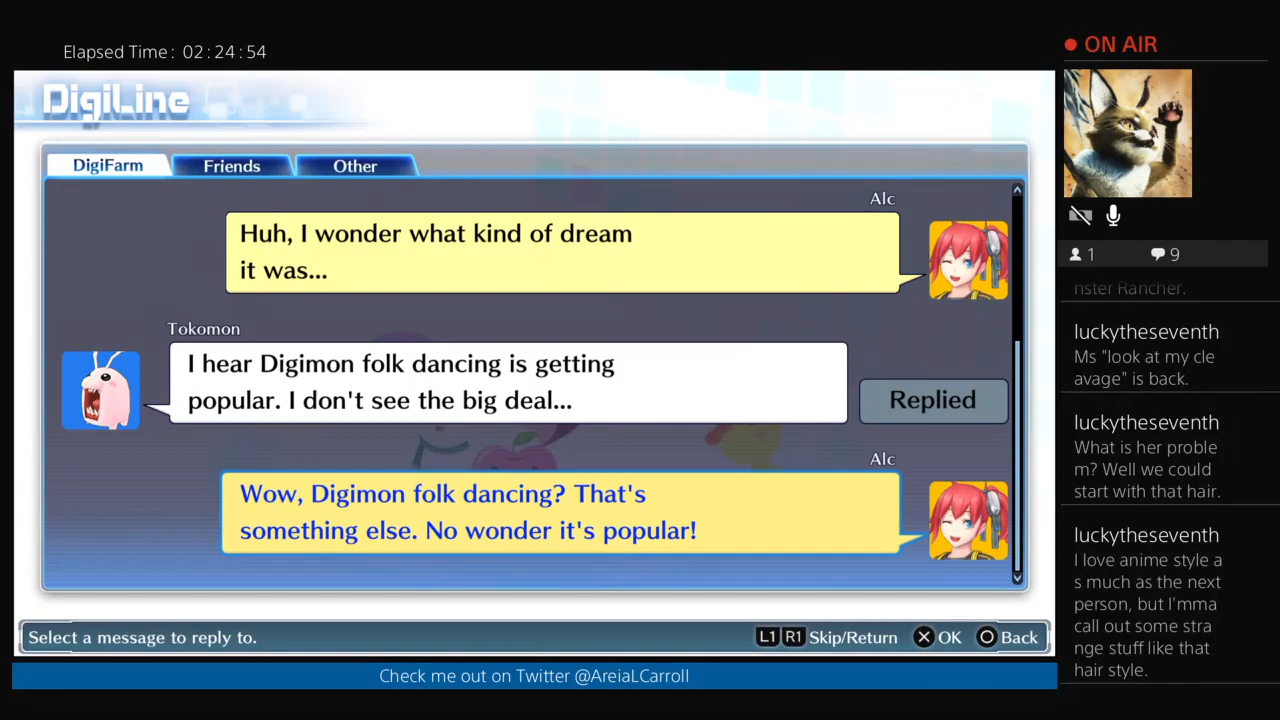 Elapsed Time: 02:24:54
ON AIR
DigiLine
DigiFarm
Friends
Other
Alc
Huh, I wonder what kind of dream
it was...
Tokomon
I hear Digimon folk dancing is getting
popular. I don't see the big deal...
Replied
Alc
Wow, Digimon folk dancing? That's
something else. No wonder it's popular!
Select a message to reply to.
L1 R1 Skip/Return
OK
Back
Check me out on Twitter @AreiaLCarroll
1
9
nster Rancher.
luckytheseventh
Ms "look at my cle
avage" is back.
luckytheseventh
What is her proble
m? Well we could
start with that hair.
luckytheseventh
I love anime style a
s much as the next
person, but I'mma
call out some stra
nge stuff like that
hair style.